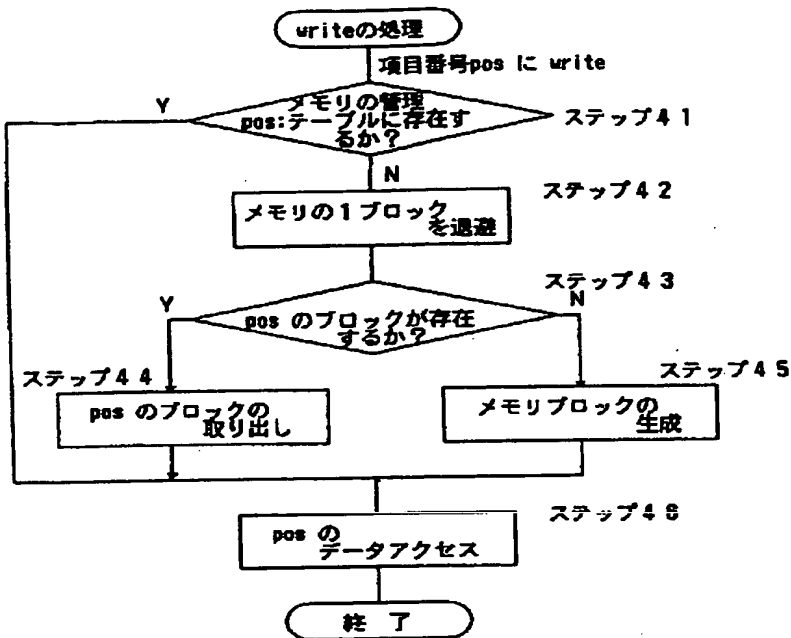 writeの処理
項目番号pos に write
Y
メモリの管理
pos:テーブルに存在す
るか?
ステップ41
N
ステップ42
メモリの1ブロック
を退避
ステップ43
Y
N
pos のブロックが存在
するか?
ステップ44
ステップ45
pos のブロックの
取り出し
メモリブロックの
生成
ステップ46
pos の
データアクセス
終 了